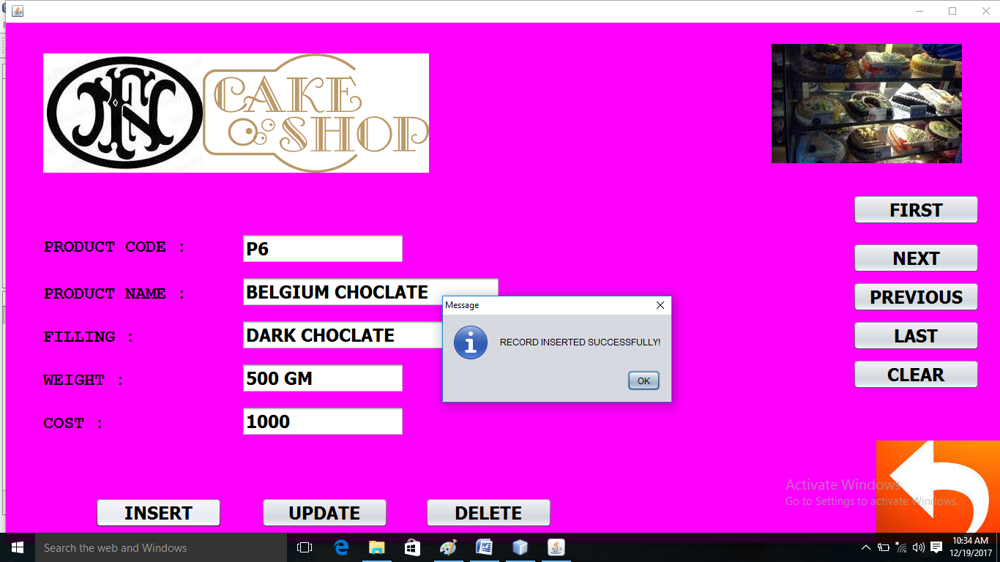 CAKE
SHOP
FIRST
PRODUCT CODE :
P6
NEXT
PRODUCT NAME :
BELGIUM CHOCLATE
PREVIOUS
Message
FILLING :
DARK CHOCLATE
RECORD INSERTED SUCCESSFULLY!
LAST
WEIGHT :
500 GM
OK
CLEAR
COST :
1000
Activate Windows
Go to Settings to activate Windows.
INSERT
UPDATE
DELETE
Search the web and Windows
10:34 AM
12/19/2017